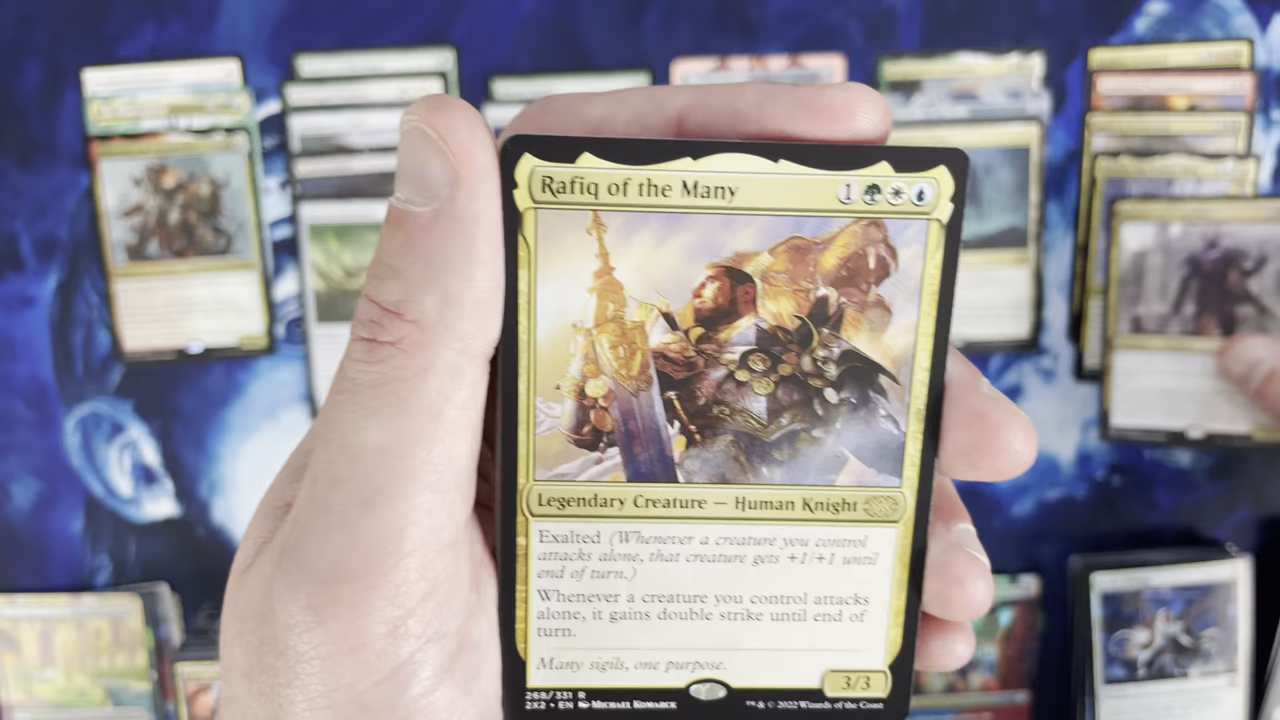 Rafiq of the Many 1
Legendary Creature — Human Knight
Exalted (Whenever a creature you control
attacks alone, that creature gets +1/+1 until
end of turn.)
Whenever a creature you control attacks
alone, it gains double strike until end of
turn.
Many sigils, one purpose.
3/3
268/331 R
2X2 • EN Michael Komarck
™ & © 2022 Wizards of the Coast